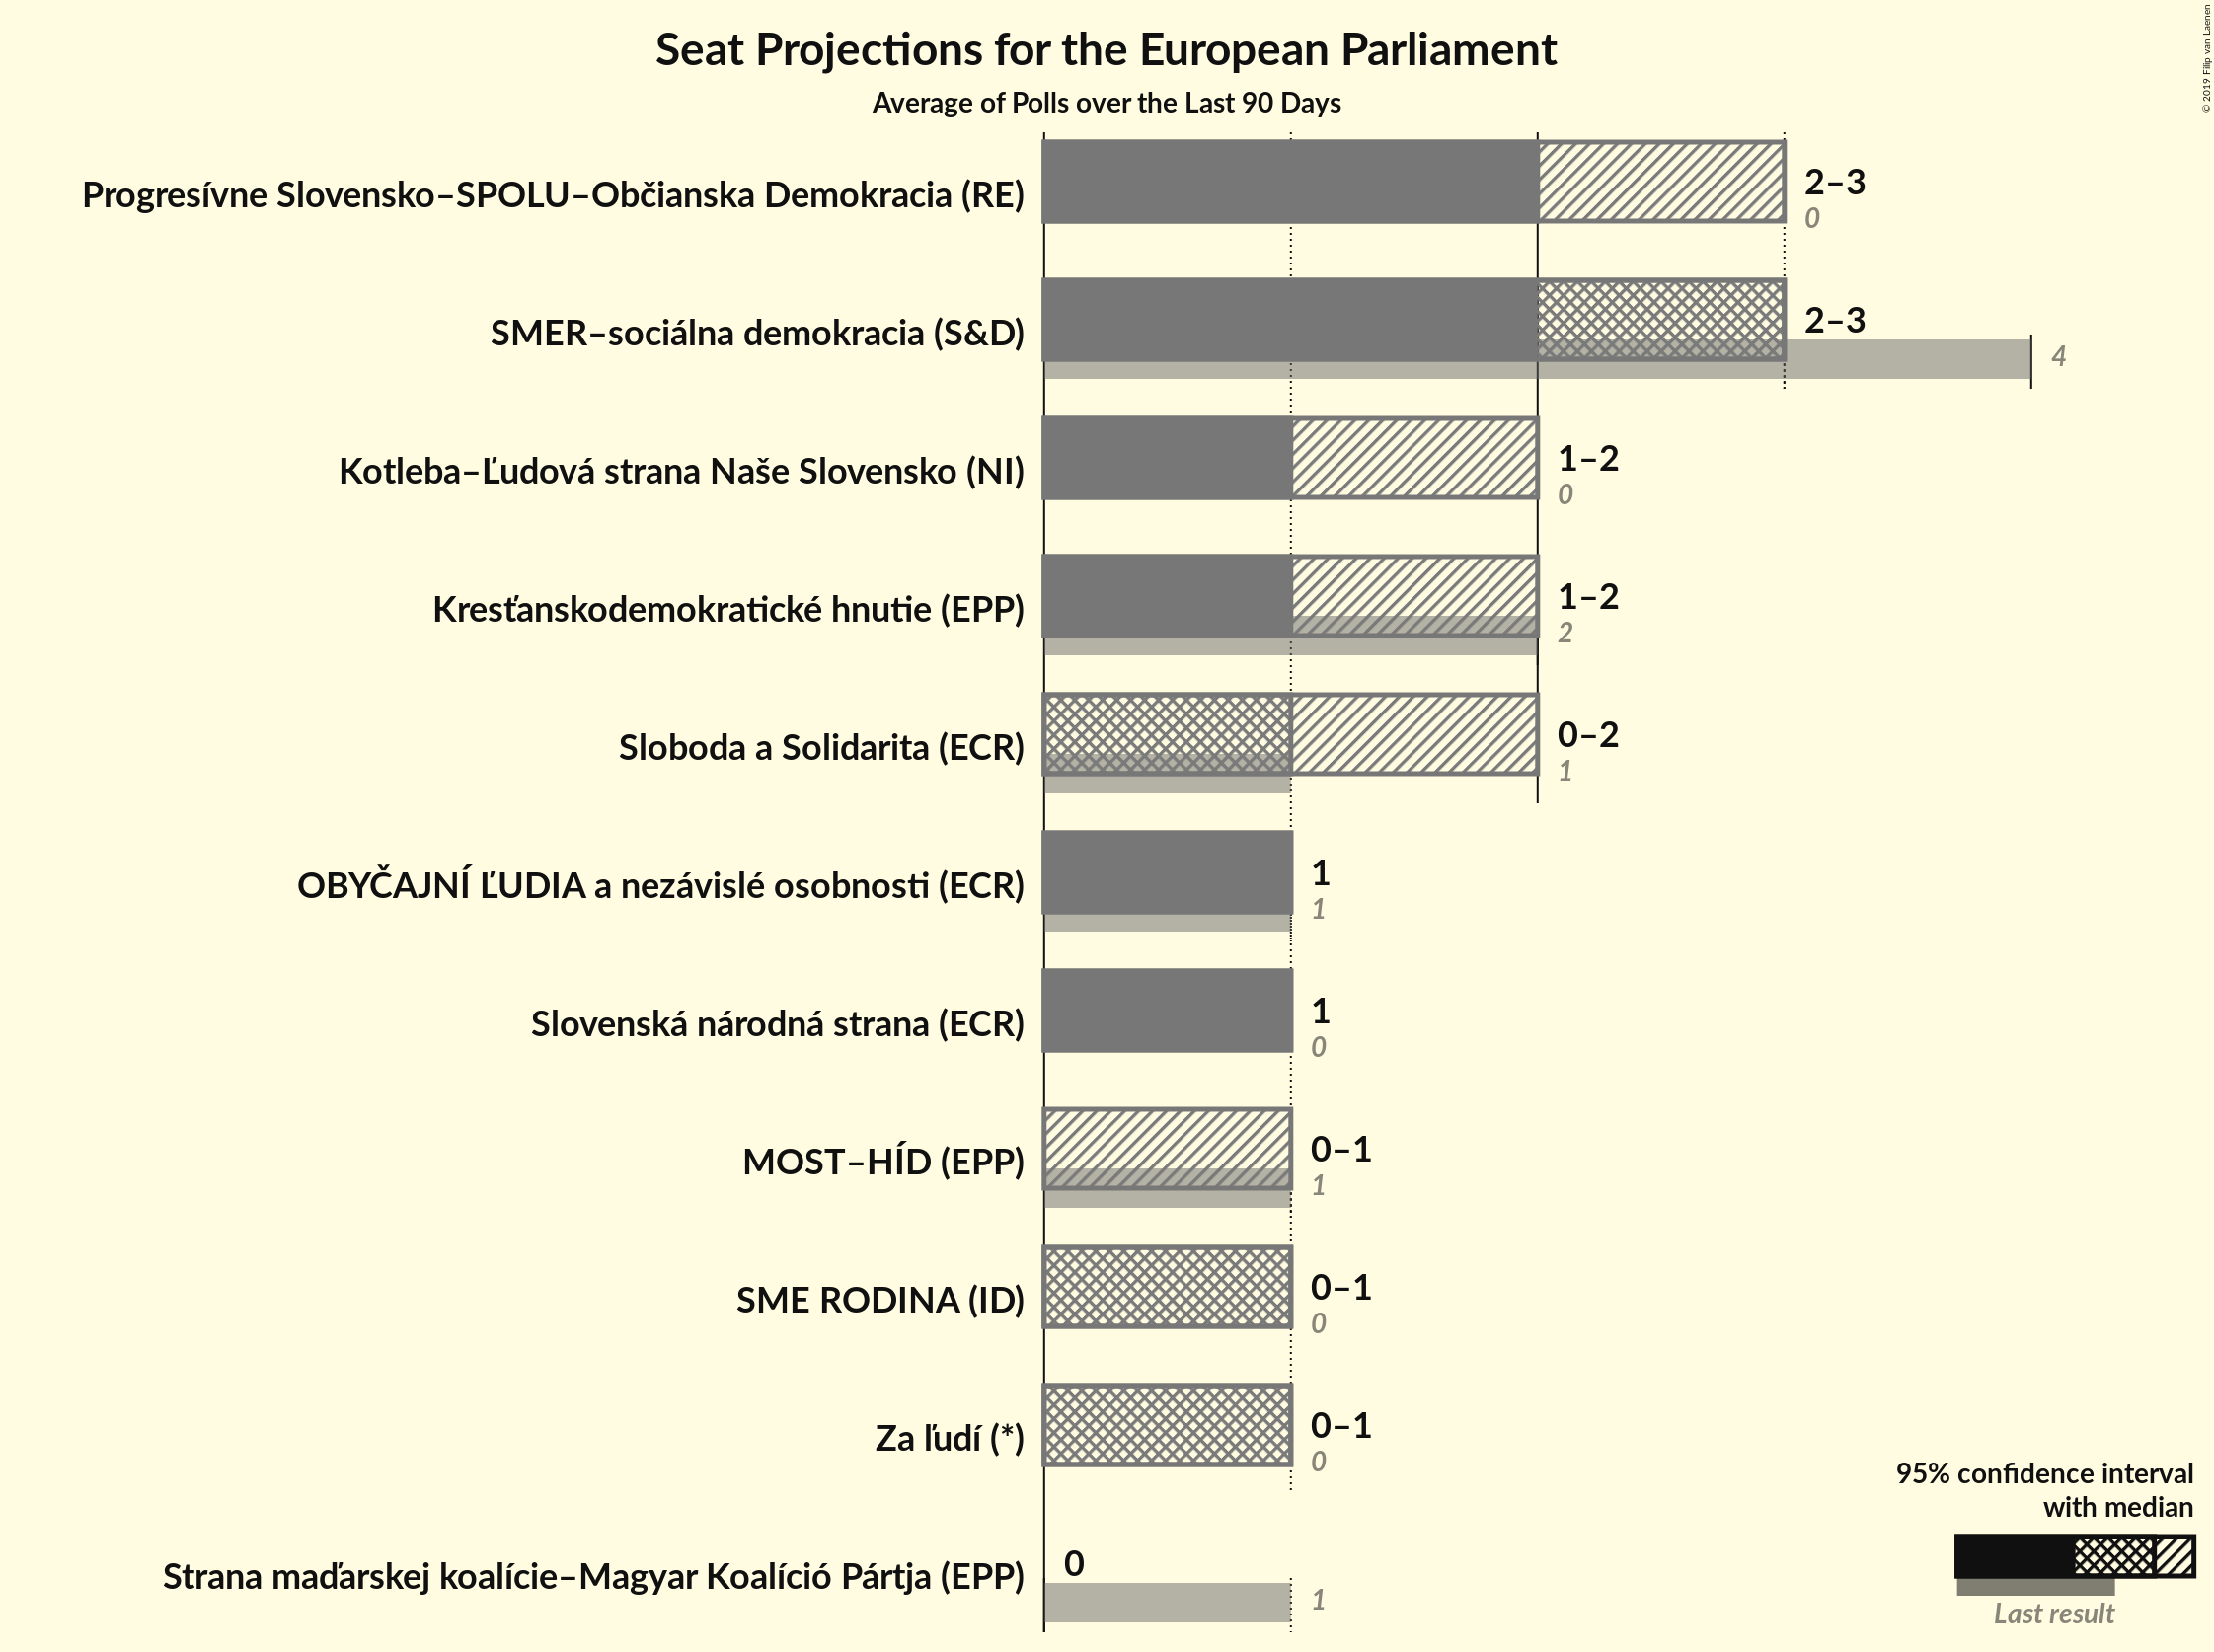 Seat Projections for the European Parliament
Average of Polls over the Last 90 Days
© 2019 Filip van Laenen
Progresívne Slovensko–SPOLU–Občianska Demokracia (RE)
2–3
0
SMER–sociálna demokracia (S&D)
2–3
4
Kotleba–Ľudová strana Naše Slovensko (NI)
1–2
0
Kresťanskodemokratické hnutie (EPP)
1–2
2
Sloboda a Solidarita (ECR)
0–2
1
OBYČAJNÍ ĽUDIA a nezávislé osobnosti (ECR)
1
1
Slovenská národná strana (ECR)
1
0
MOST–HÍD (EPP)
0–1
1
SME RODINA (ID)
0–1
0
Za ľudí (*)
0–1
0
Strana maďarskej koalície–Magyar Koalíció Pártja (EPP)
0
1
95% confidence interval
with median
Last result